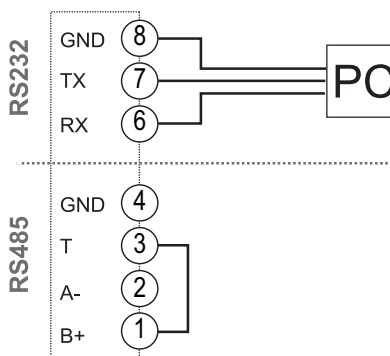 RS232
GND 8
TX 7
RX 6
PC
RS485
GND 4
T 3
A- 2
B+ 1